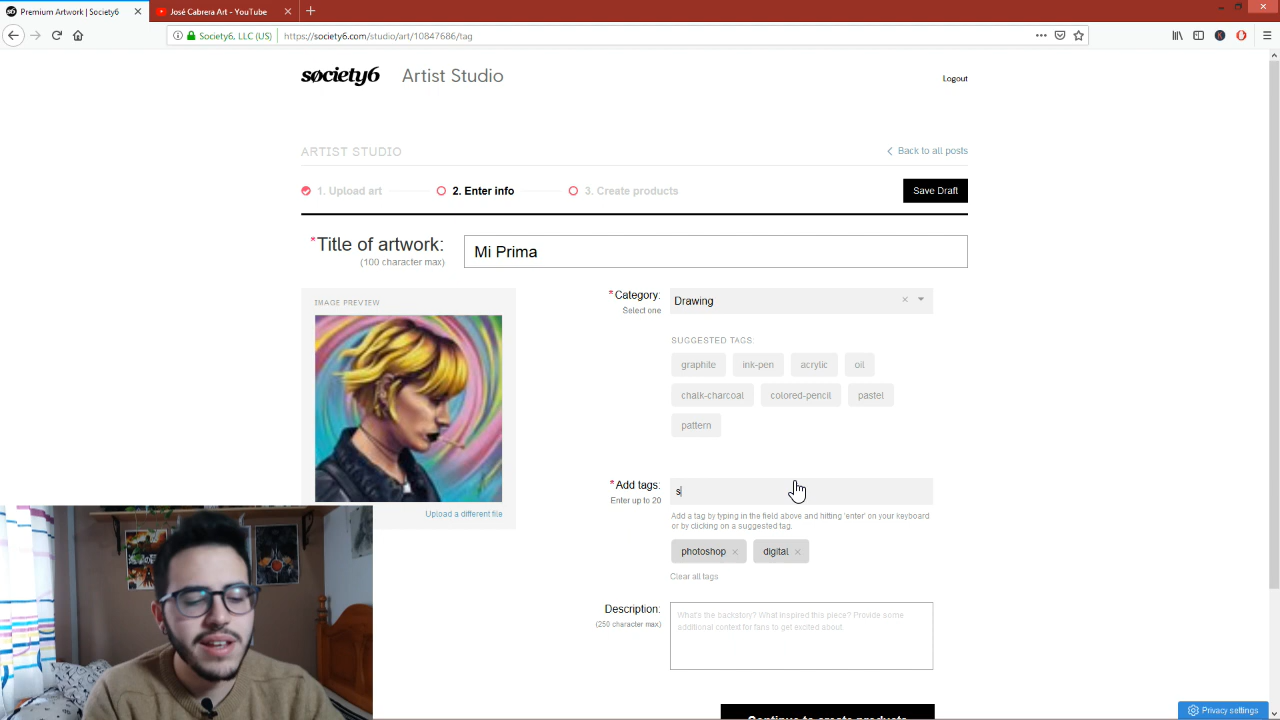 Premium Artwork | Society6
José Cabrera Art - YouTube
Society6, LLC (US)
https://society6.com/studio/art/10847686/tag
society6
Artist Studio
Logout
ARTIST STUDIO
Back to all posts
1. Upload art
2. Enter info
3. Create products
Save Draft
*Title of artwork:
(100 character max)
Mi Prima
IMAGE PREVIEW
Upload a different file
*Category:
Select one
Drawing
SUGGESTED TAGS:
graphite ink-pen acrylic oil
chalk-charcoal colored-pencil pastel
pattern
*Add tags:
Enter up to 20
s
Add a tag by typing in the field above and hitting 'enter' on your keyboard
or by clicking on a suggested tag.
photoshop digital
Clear all tags
Description:
(250 character max)
What's the backstory? What inspired this piece? Provide some
additional context for fans to get excited about.
Continue to create products
Privacy settings